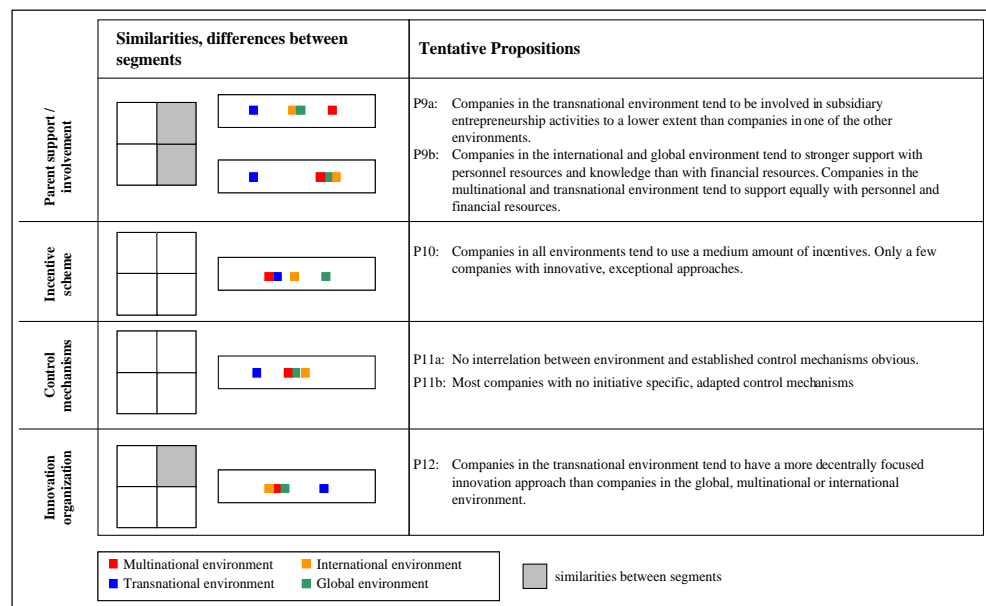 Similarities, differences between
segments
Tentative Propositions
Parent support /
involvement
P9a: Companies in the transnational environment tend to be involved in subsidiary
entrepreneurship activities to a lower extent than companies in one of the other
environments.
P9b: Companies in the international and global environment tend to stronger support with
personnel resources and knowledge than with financial resources. Companies in the
multinational and transnational environment tend to support equally with personnel and
financial resources.
Incentive
scheme
P10: Companies in all environments tend to use a medium amount of incentives. Only a few
companies with innovative, exceptional approaches.
Control
mechanisms
P11a: No interrelation between environment and established control mechanisms obvious.
P11b: Most companies with no initiative specific, adapted control mechanisms
Innovation
organization
P12: Companies in the transnational environment tend to have a more decentrally focused
innovation approach than companies in the global, multinational or international
environment.
Multinational environment
International environment
Transnational environment
Global environment
similarities between segments